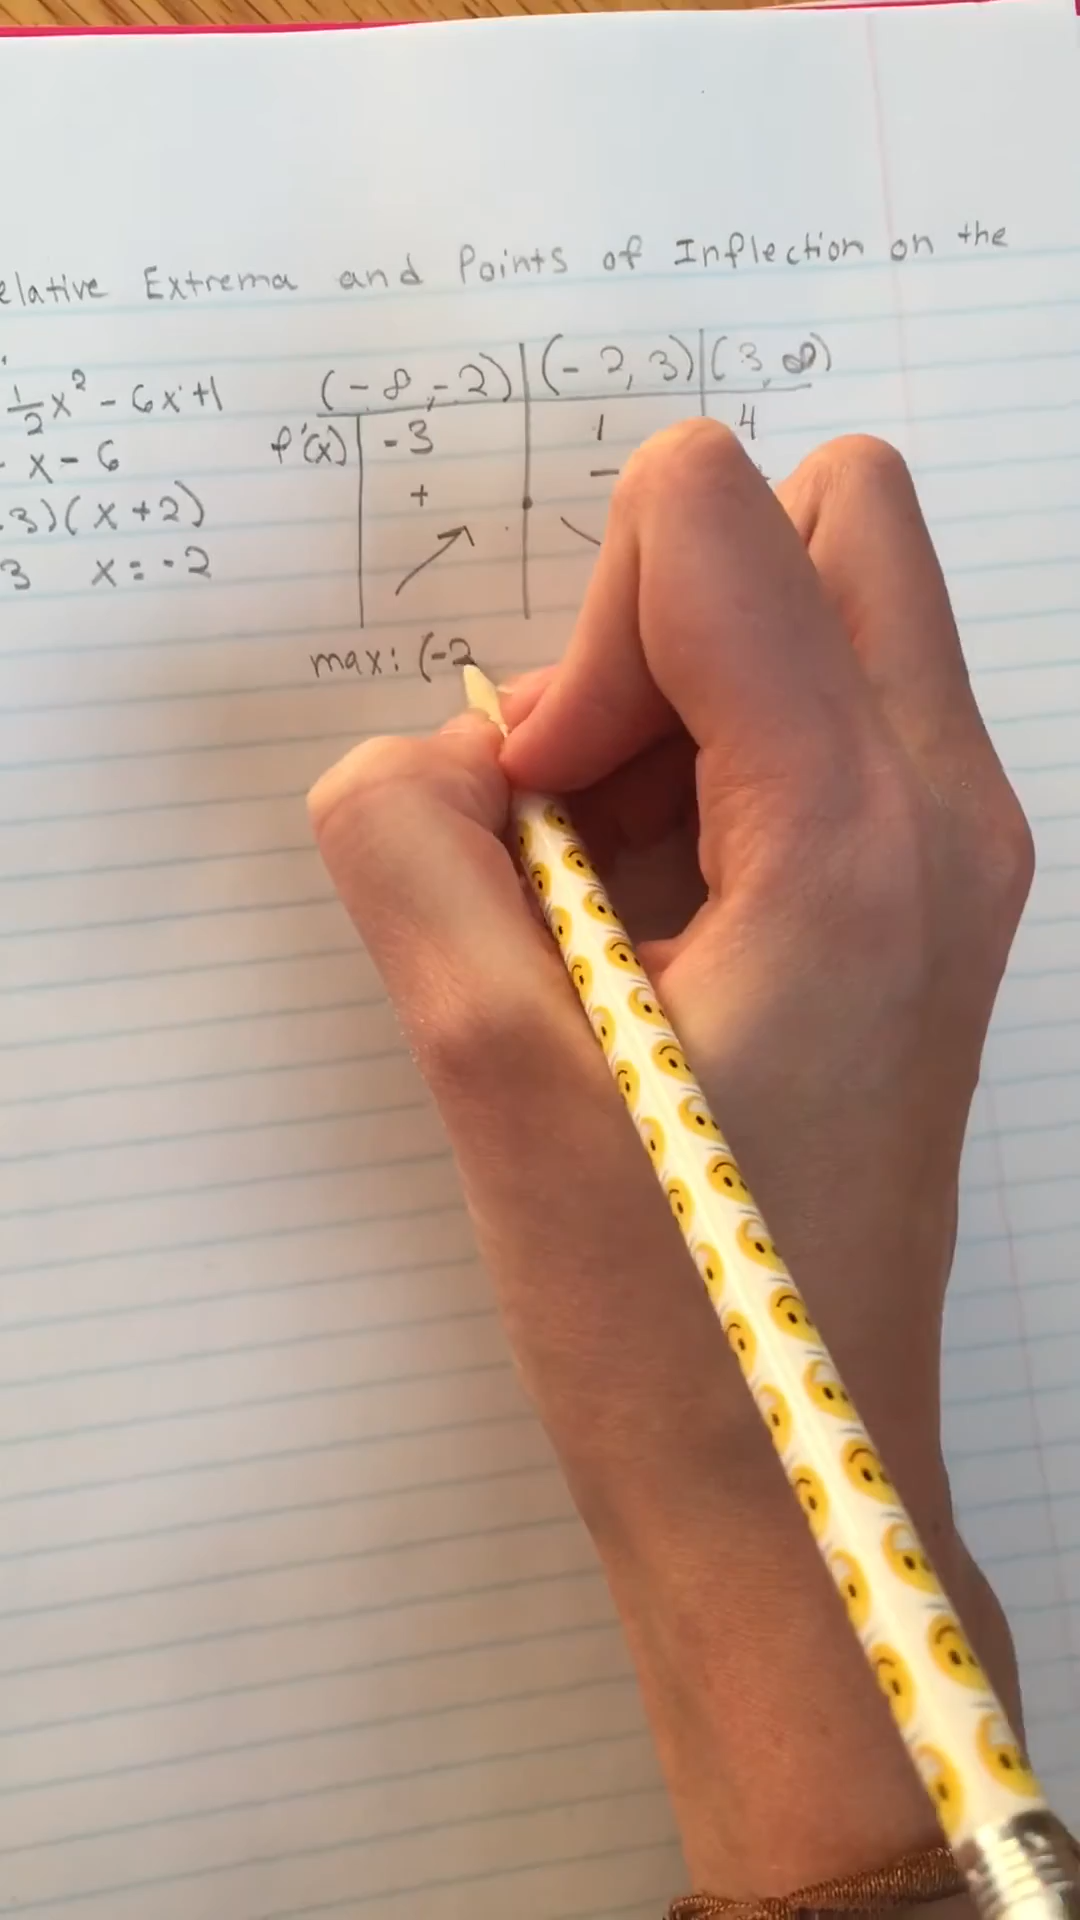 elative Extrema and Points of Inflection on the
½x² - 6x + 1
- x - 6
3)(x + 2)
3 x = -2
(-∞, -2) (-2, 3) (3, ∞)
f'(x) -3 1 4
+ -
max: (-2